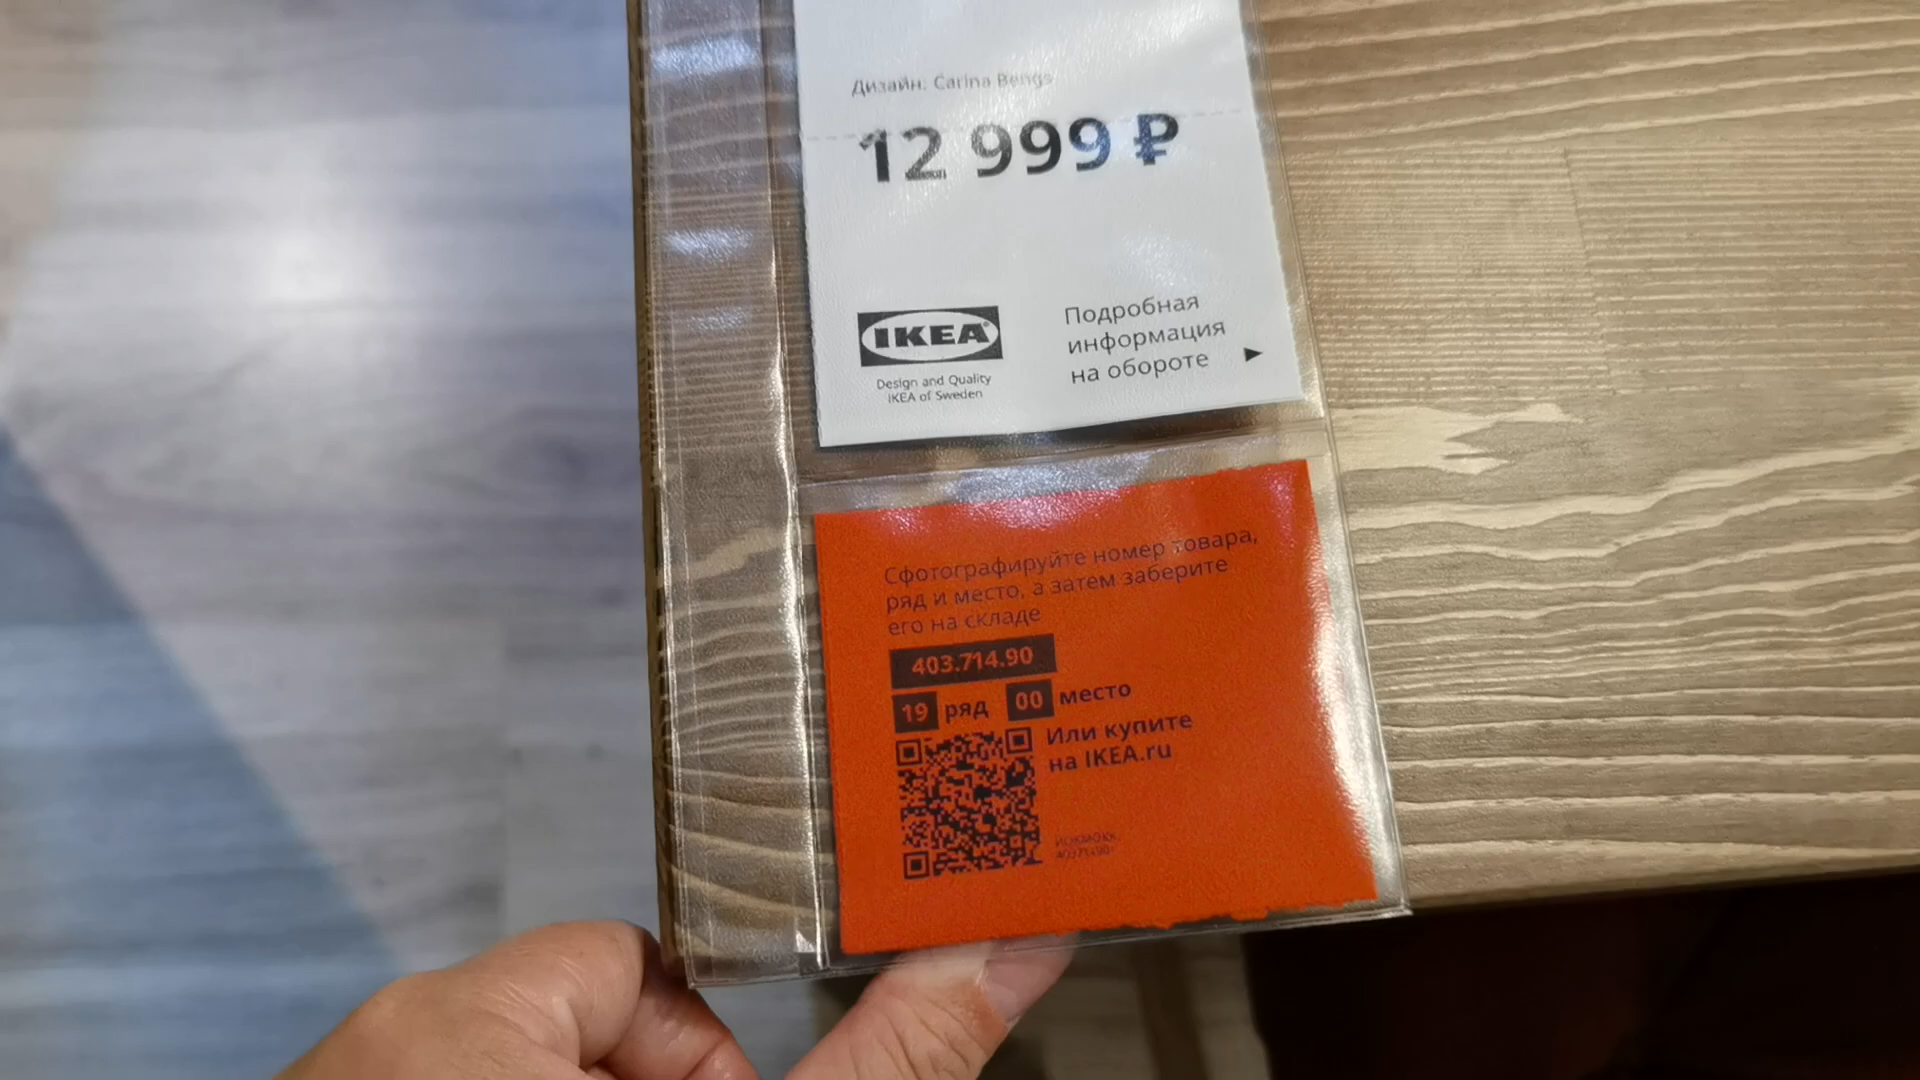 Дизайн: Carina Bengs
12 999 ₽
IKEA®
Design and Quality
IKEA of Sweden
Подробная
информация
на обороте ►
Сфотографируйте номер товара,
ряд и место, а затем заберите
его на складе
403.714.90
19 ряд 00 место
Или купите
на IKEA.ru